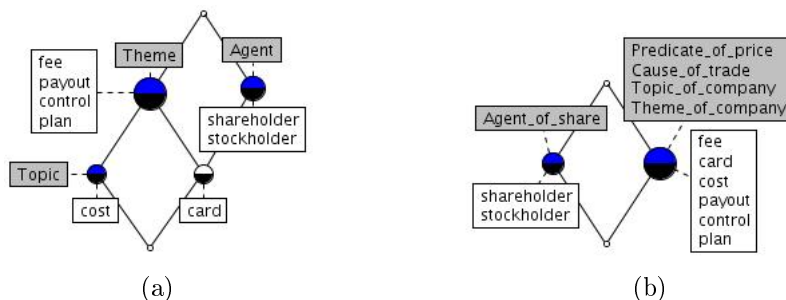 Theme
Agent
fee
payout
control
plan
shareholder
stockholder
Topic
cost
card
(a)
Predicate_of_price
Cause_of_trade
Topic_of_company
Theme_of_company
Agent_of_share
fee
card
cost
payout
control
plan
shareholder
stockholder
(b)